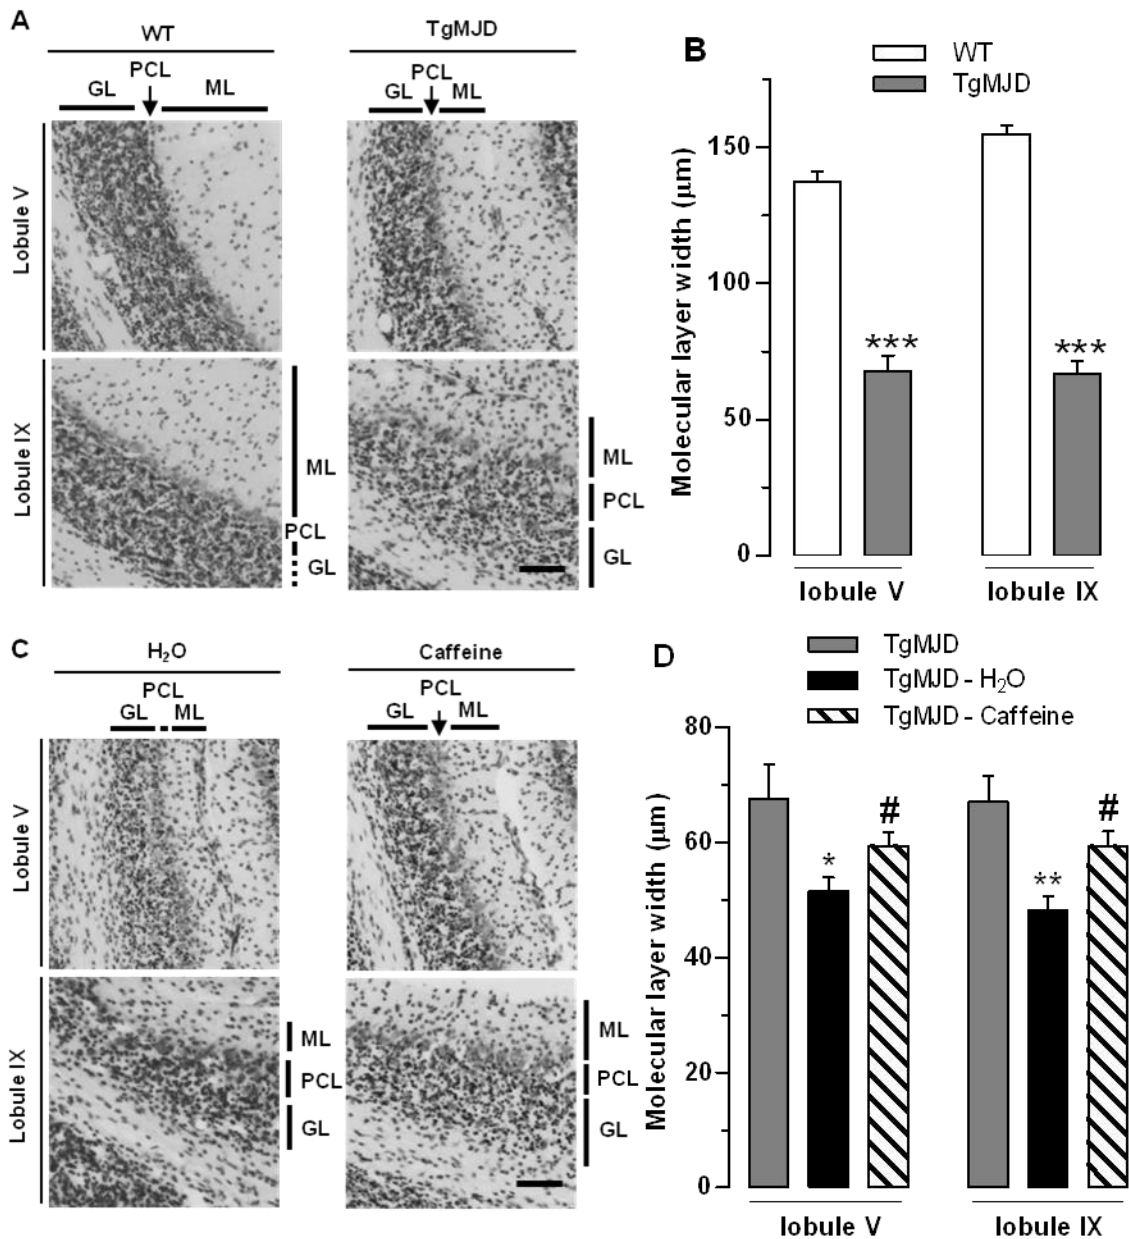 A
WT
TgMJD
PCL
GL
ML
PCL
GL
ML
Lobule V
Lobule IX
ML
PCL
GL
ML
PCL
GL
B
WT
TgMJD
Molecular layer width (μm)
150
100
50
0
***
***
lobule V
lobule IX
C
H₂O
Caffeine
PCL
GL
ML
PCL
GL
ML
Lobule V
Lobule IX
ML
PCL
GL
ML
PCL
GL
D
TgMJD
TgMJD - H₂O
TgMJD - Caffeine
Molecular layer width (μm)
80
60
40
20
0
*
#
**
#
lobule V
lobule IX